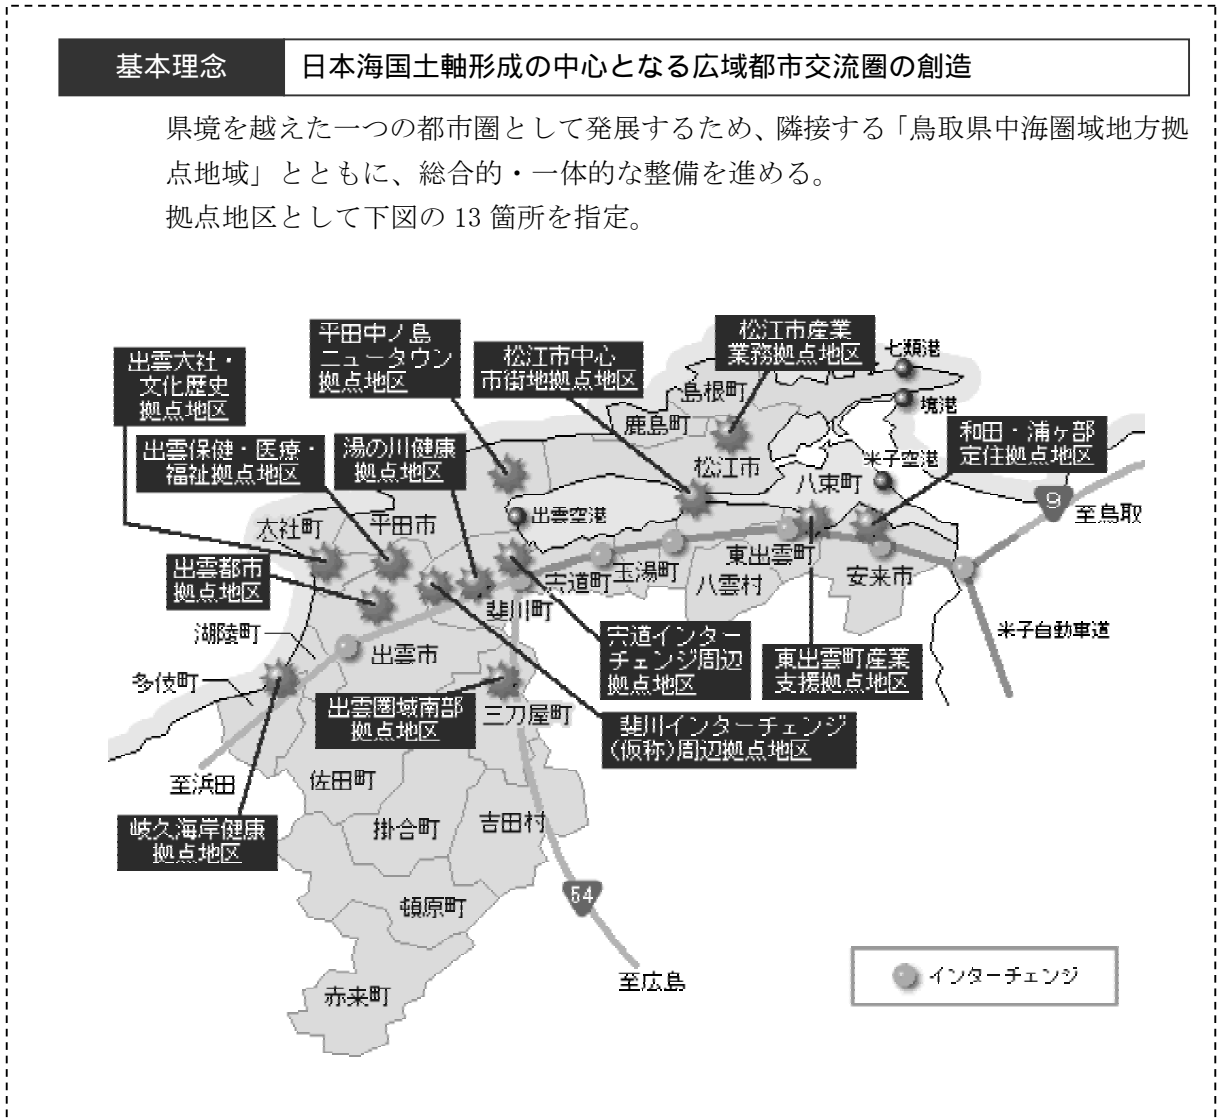 基本理念
日本海国土軸形成の中心となる広域都市交流圏の創造
県境を越えた一つの都市圏として発展するため、隣接する「鳥取県中海圏域地方拠
点地域」とともに、総合的・一体的な整備を進める。
拠点地区として下図の 13 箇所を指定。
平田中ノ島
ニュータウン
拠点地区
松江市産業
業務拠点地区
出雲大社・
文化歴史
拠点地区
松江市中心
市街地拠点地区
七類港
島根町
境港
鹿島町
出雲保健・医療・
福祉拠点地区
湯の川健康
拠点地区
和田・浦ヶ部
定住拠点地区
松江市
米子空港
八束町
9
至鳥取
出雲空港
大社町
平田市
出雲都市
拠点地区
東出雲町
玉湯町
宍道町
八雲村
安来市
斐川町
湖陵町
出雲市
宍道インター
チェンジ周辺
拠点地区
東出雲町産業
支援拠点地区
米子自動車道
多伎町
出雲圏域南部
拠点地区
三刀屋町
斐川インターチェンジ
(仮称)周辺拠点地区
至浜田
佐田町
岐久海岸健康
拠点地区
掛合町
吉田村
54
頓原町
至広島
赤来町
インターチェンジ